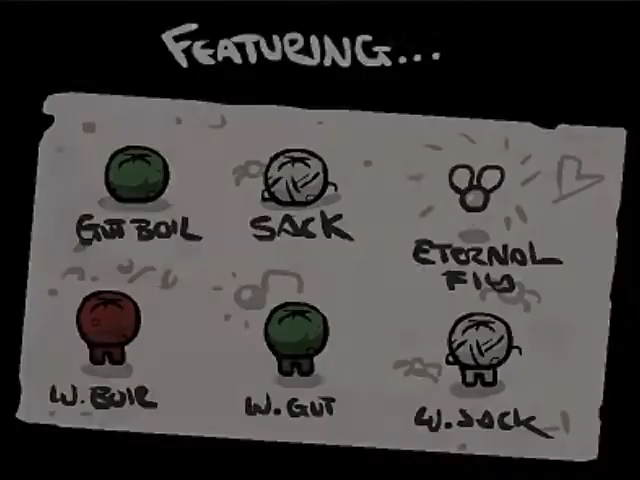 FEATURING...
GUT BOIL
SACK
ETERNAL
FLY
W. BOIL
W. GUT
W. SACK